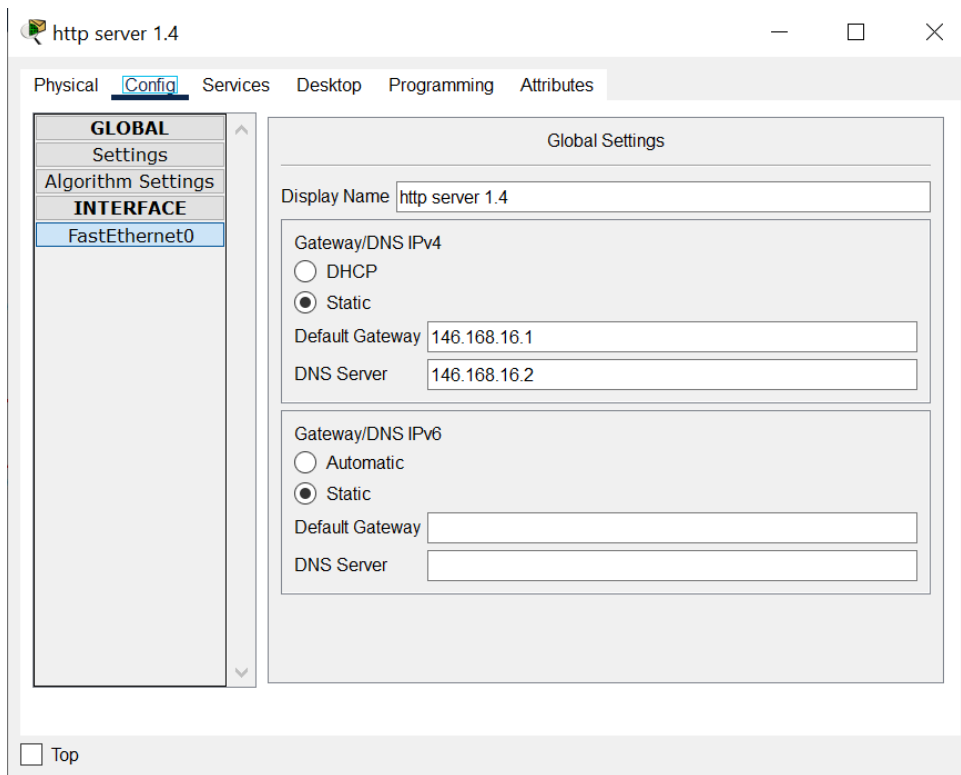 http server 1.4
Physical Config Services Desktop Programming Attributes
GLOBAL
Settings
Algorithm Settings
INTERFACE
FastEthernet0
Global Settings
Display Name http server 1.4
Gateway/DNS IPv4
DHCP
Static
Default Gateway 146.168.16.1
DNS Server 146.168.16.2
Gateway/DNS IPv6
Automatic
Static
Default Gateway
DNS Server
Top